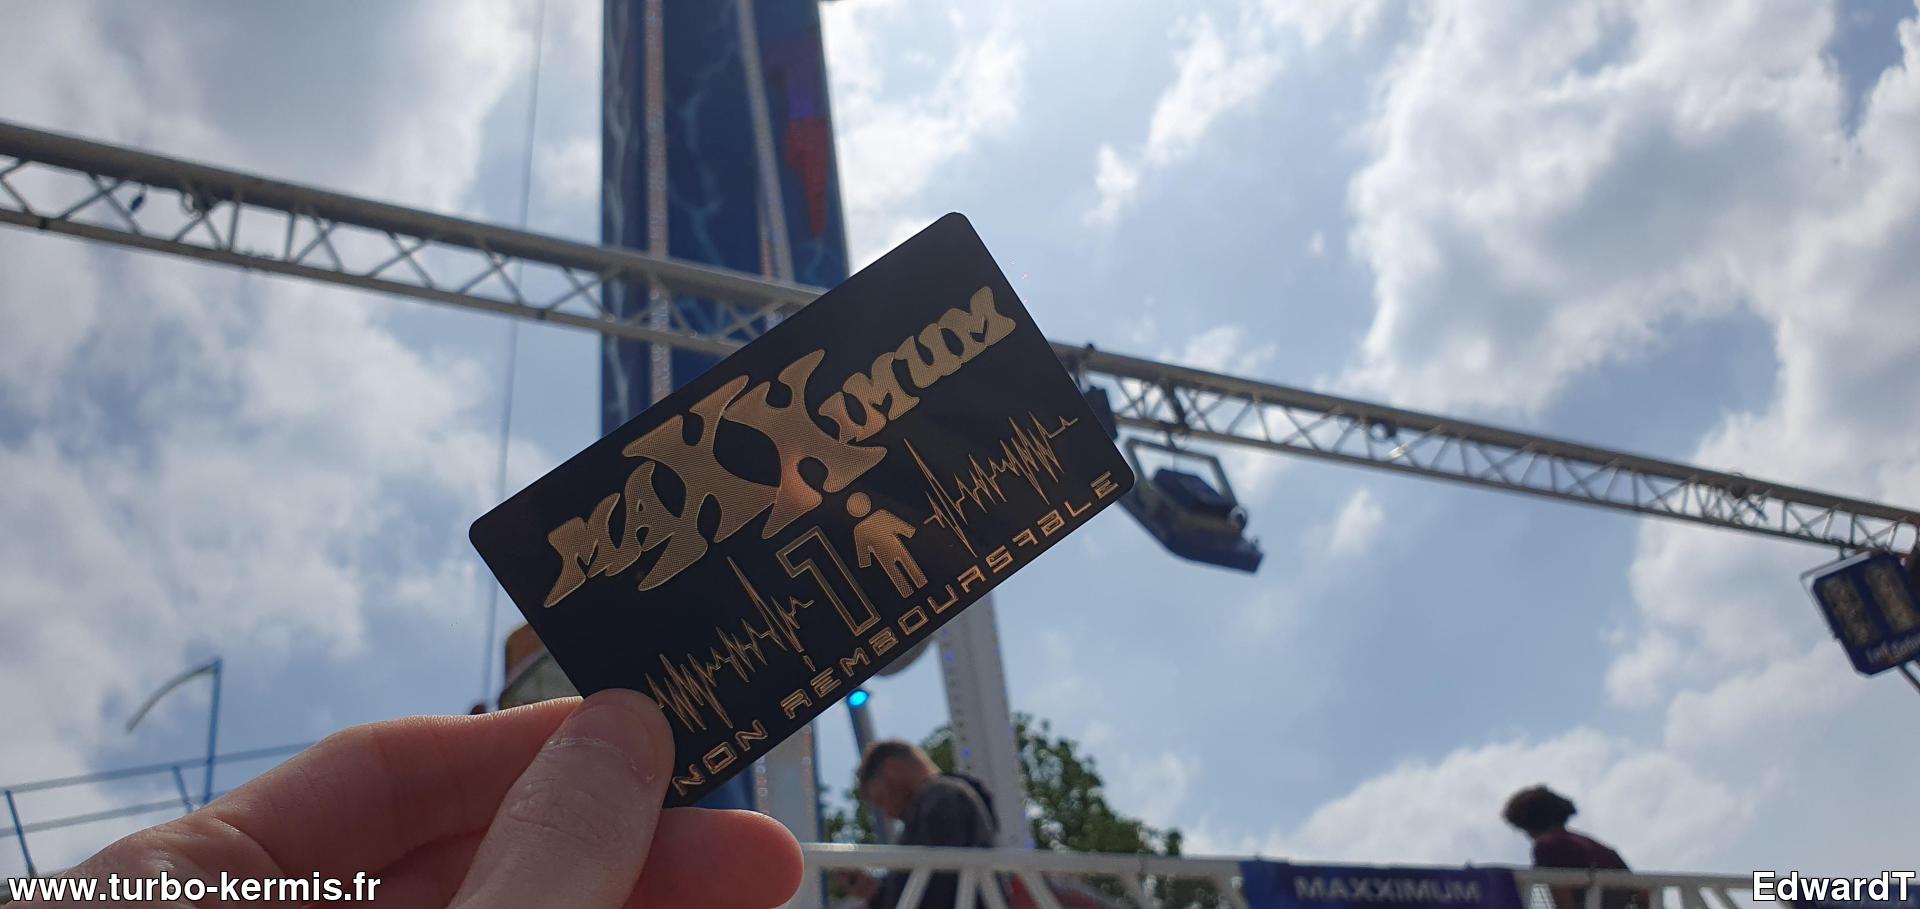 MAXXIMUM
1
NON REMBOURSABLE
MAXXIMUM
www.turbo-kermis.fr
EdwardT